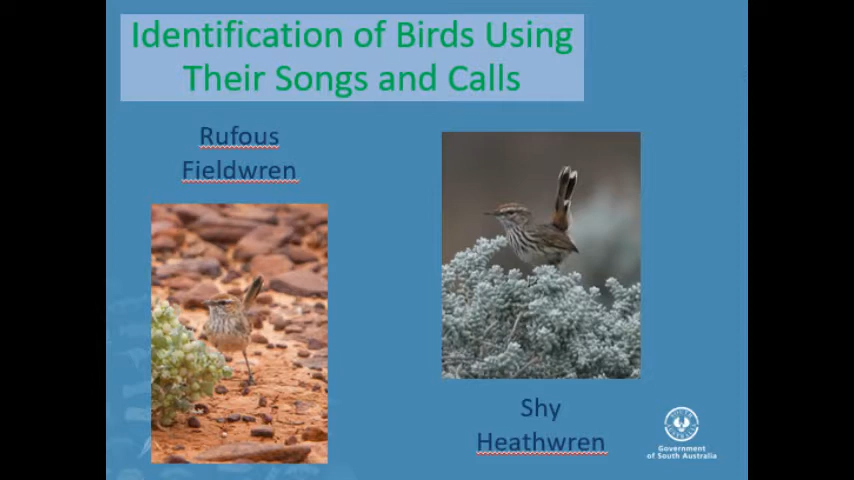 Identification of Birds Using
Their Songs and Calls
Rufous
Fieldwren
Shy
Heathwren
Government
of South Australia